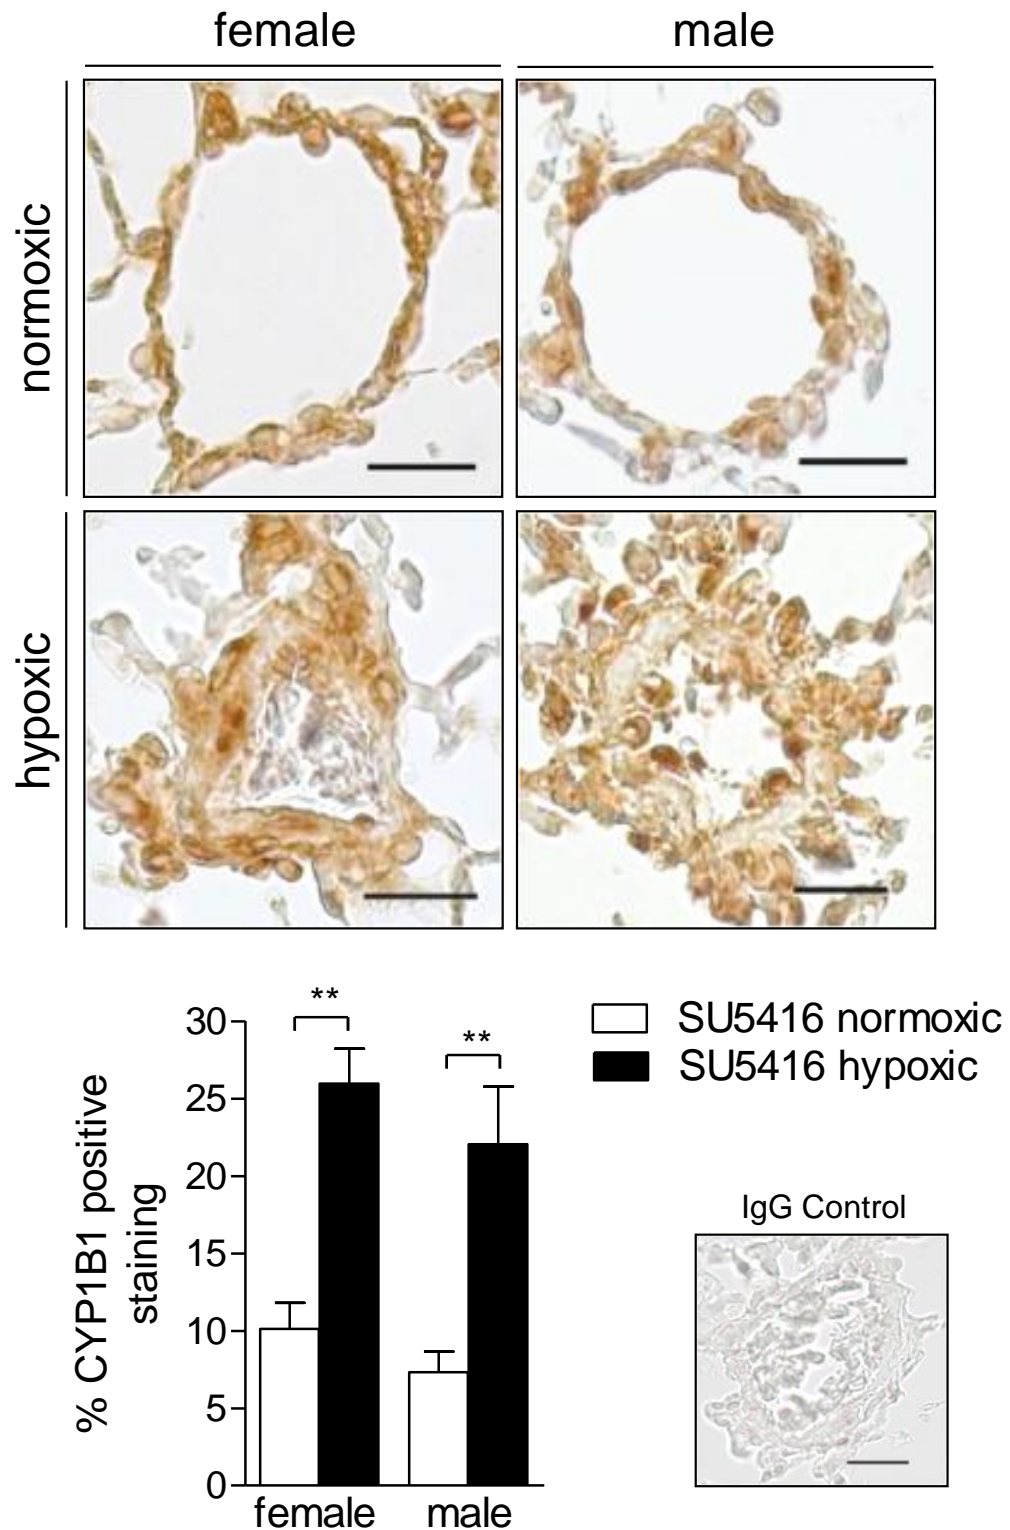 female
male
normoxic
hypoxic
**
**
30
25
20
15
10
5
0
% CYP1B1 positive
staining
female
male
SU5416 normoxic
SU5416 hypoxic
IgG Control